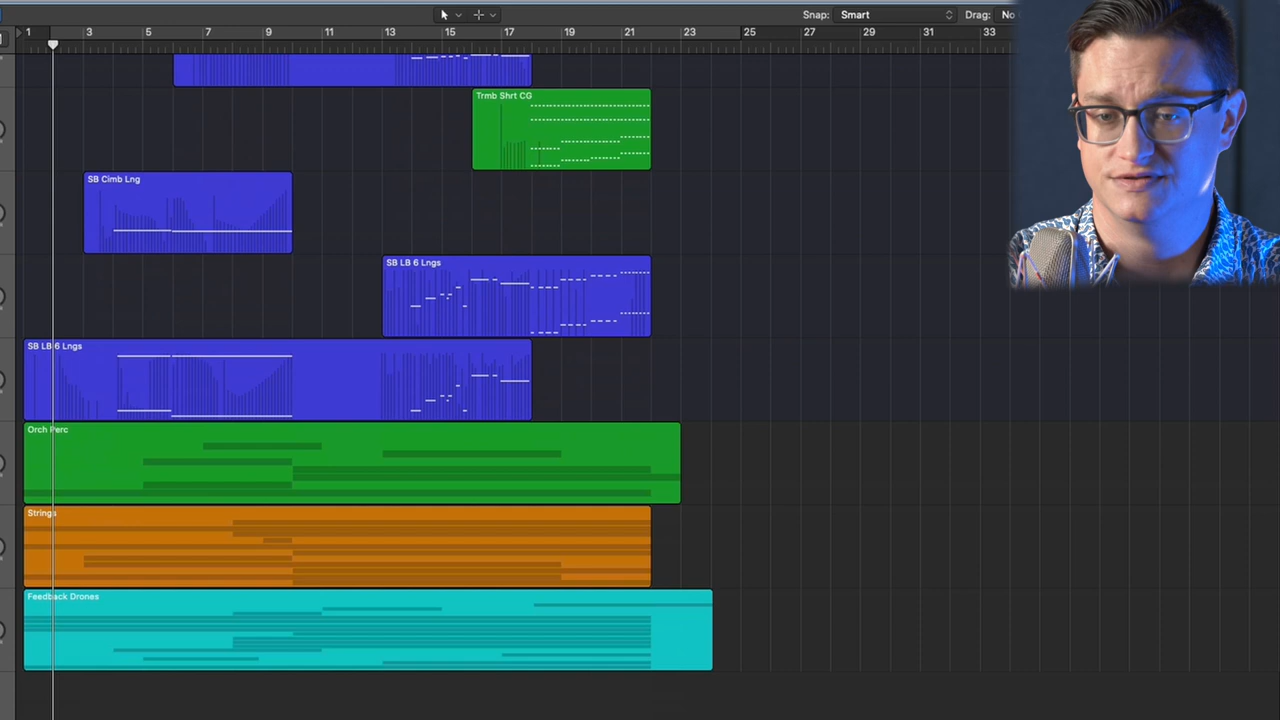 Snap: Smart Drag: No
1 3 5 7 9 11 13 15 17 19 21 23 25 27 29 31 33
Trmb Shrt CG
SB Cimb Lng
SB LB 6 Lngs
SB LB 6 Lngs
Orch Perc
Strings
Feedback Drones